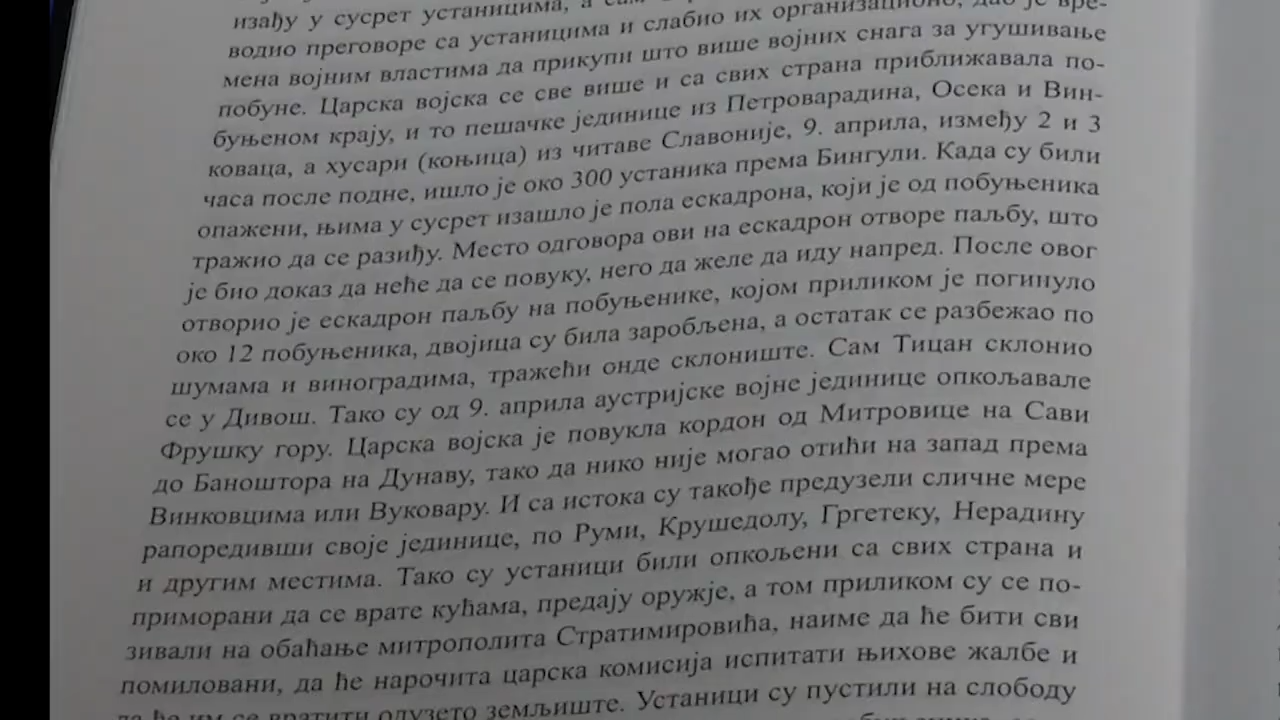 изађу у сусрет устаницима, а сам
водио преговоре са устаницима и слабио их организационо, дао је вре-
мена војним властима да прикупи што више војних снага за угушивање
побуне. Царска војска се све више и са свих страна приближавала по-
буњеном крају, и то пешачке јединице из Петроварадина, Осека и Вин-
коваца, а хусари (коњица) из читаве Славоније, 9. априла, између 2 и 3
часа после подне, ишло је око 300 устаника према Бингули. Када су били
опажени, њима у сусрет изашло је пола ескадрона, који је од побуњеника
тражио да се разиђу. Место одговора ови на ескадрон отворе паљбу, што
је био доказ да неће да се повуку, него да желе да иду напред. После овог
отворио је ескадрон паљбу на побуњенике, којом приликом је погинуло
око 12 побуњеника, двојица су била заробљена, а остатак се разбежао по
шумама и виноградима, тражећи онде склониште. Сам Тицан склонио
се у Дивош. Тако су од 9. априла аустријске војне јединице опкољавале
Фрушку гору. Царска војска је повукла кордон од Митровице на Сави
до Баноштора на Дунаву, тако да нико није могао отићи на запад према
Винковцима или Вуковару. И са истока су такође предузели сличне мере
рапоредивши своје јединице, по Руми, Крушедолу, Гргетеку, Нерадину
и другим местима. Тако су устаници били опкољени са свих страна и
приморани да се врате кућама, предају оружје, а том приликом су се по-
зивали на обаћање митрополита Стратимировића, наиме да ће бити сви
помиловани, да ће нарочита царска комисија испитати њихове жалбе и
да ће им се вратити одузето земљиште. Устаници су пустили на слободу